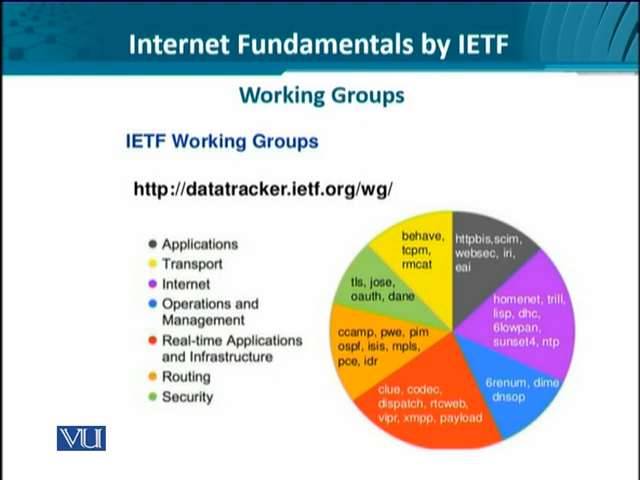 Internet Fundamentals by IETF
Working Groups
IETF Working Groups
http://datatracker.ietf.org/wg/
Applications
Transport
Internet
Operations and
Management
Real-time Applications
and Infrastructure
Routing
Security
behave,
tcpm,
rmcat
httpbis,scim,
websec, iri,
eai
tls, jose,
oauth, dane
homenet, trill,
lisp, dhc,
6lowpan,
sunset4, ntp
ccamp, pwe, pim
ospf, isis, mpls,
pce, idr
6renum, dime
dnsop
clue, codec,
dispatch, rtcweb,
vipr, xmpp, payload
VU